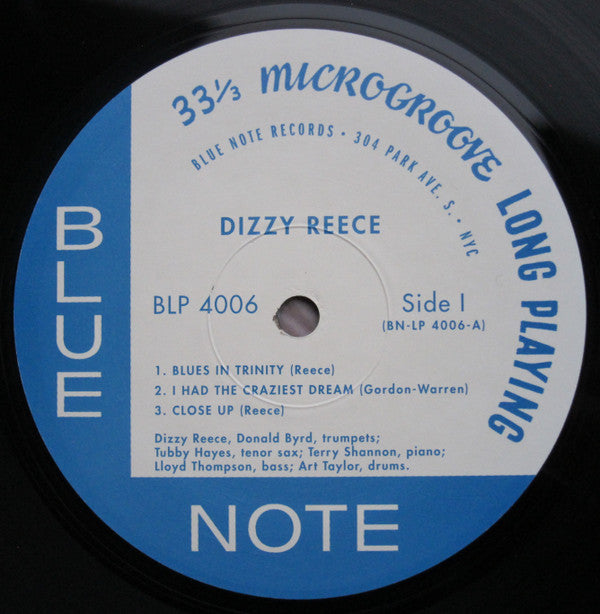 33⅓ MICROGROOVE LONG PLAYING
BLUE NOTE RECORDS • 304 PARK AVE. S. • NYC
DIZZY REECE
BLP 4006
Side I
(BN-LP 4006-A)
1. BLUES IN TRINITY (Reece)
2. I HAD THE CRAZIEST DREAM (Gordon-Warren)
3. CLOSE UP (Reece)
Dizzy Reece, Donald Byrd, trumpets;
Tubby Hayes, tenor sax; Terry Shannon, piano;
Lloyd Thompson, bass; Art Taylor, drums.
BLUE
NOTE